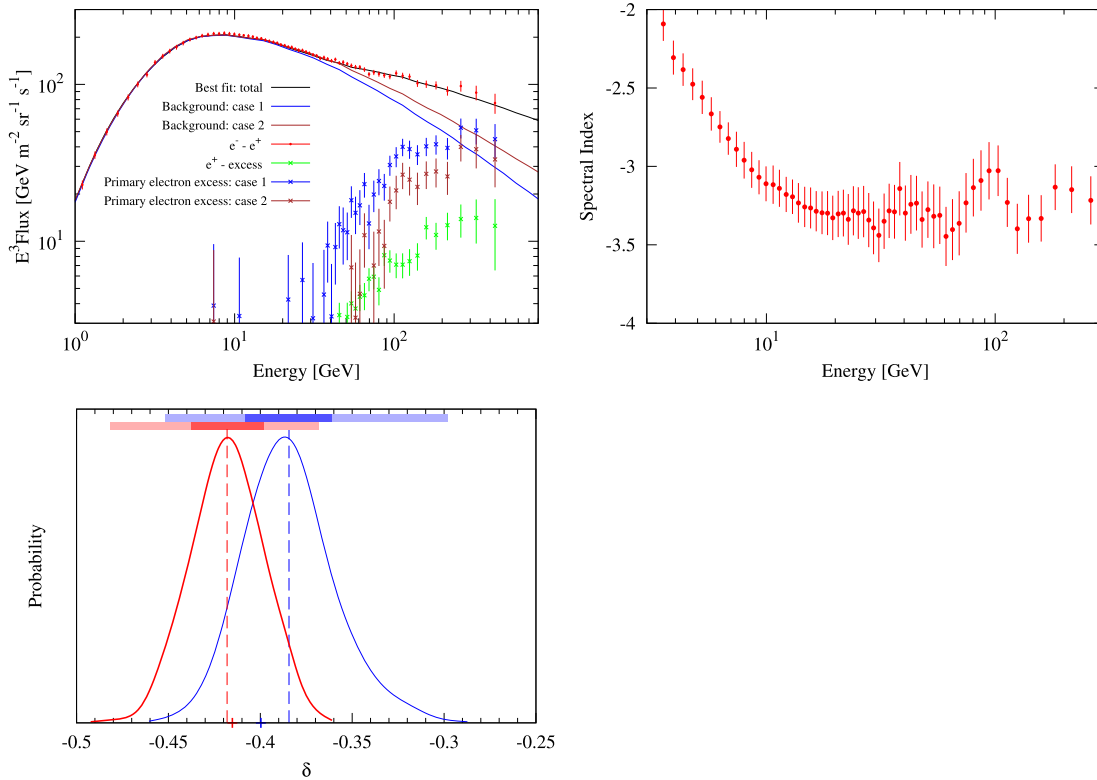 E³Flux [GeV m⁻² sr⁻¹ s⁻¹]
10²
10¹
Best fit: total
Background: case 1
Background: case 2
e⁻ - e⁺
e⁺ - excess
Primary electron excess: case 1
Primary electron excess: case 2
10⁰ 10¹ 10²
Energy [GeV]
Spectral Index
-2
-2.5
-3
-3.5
-4
10¹ 10²
Energy [GeV]
Probability
-0.5 -0.45 -0.4 -0.35 -0.3 -0.25
δ